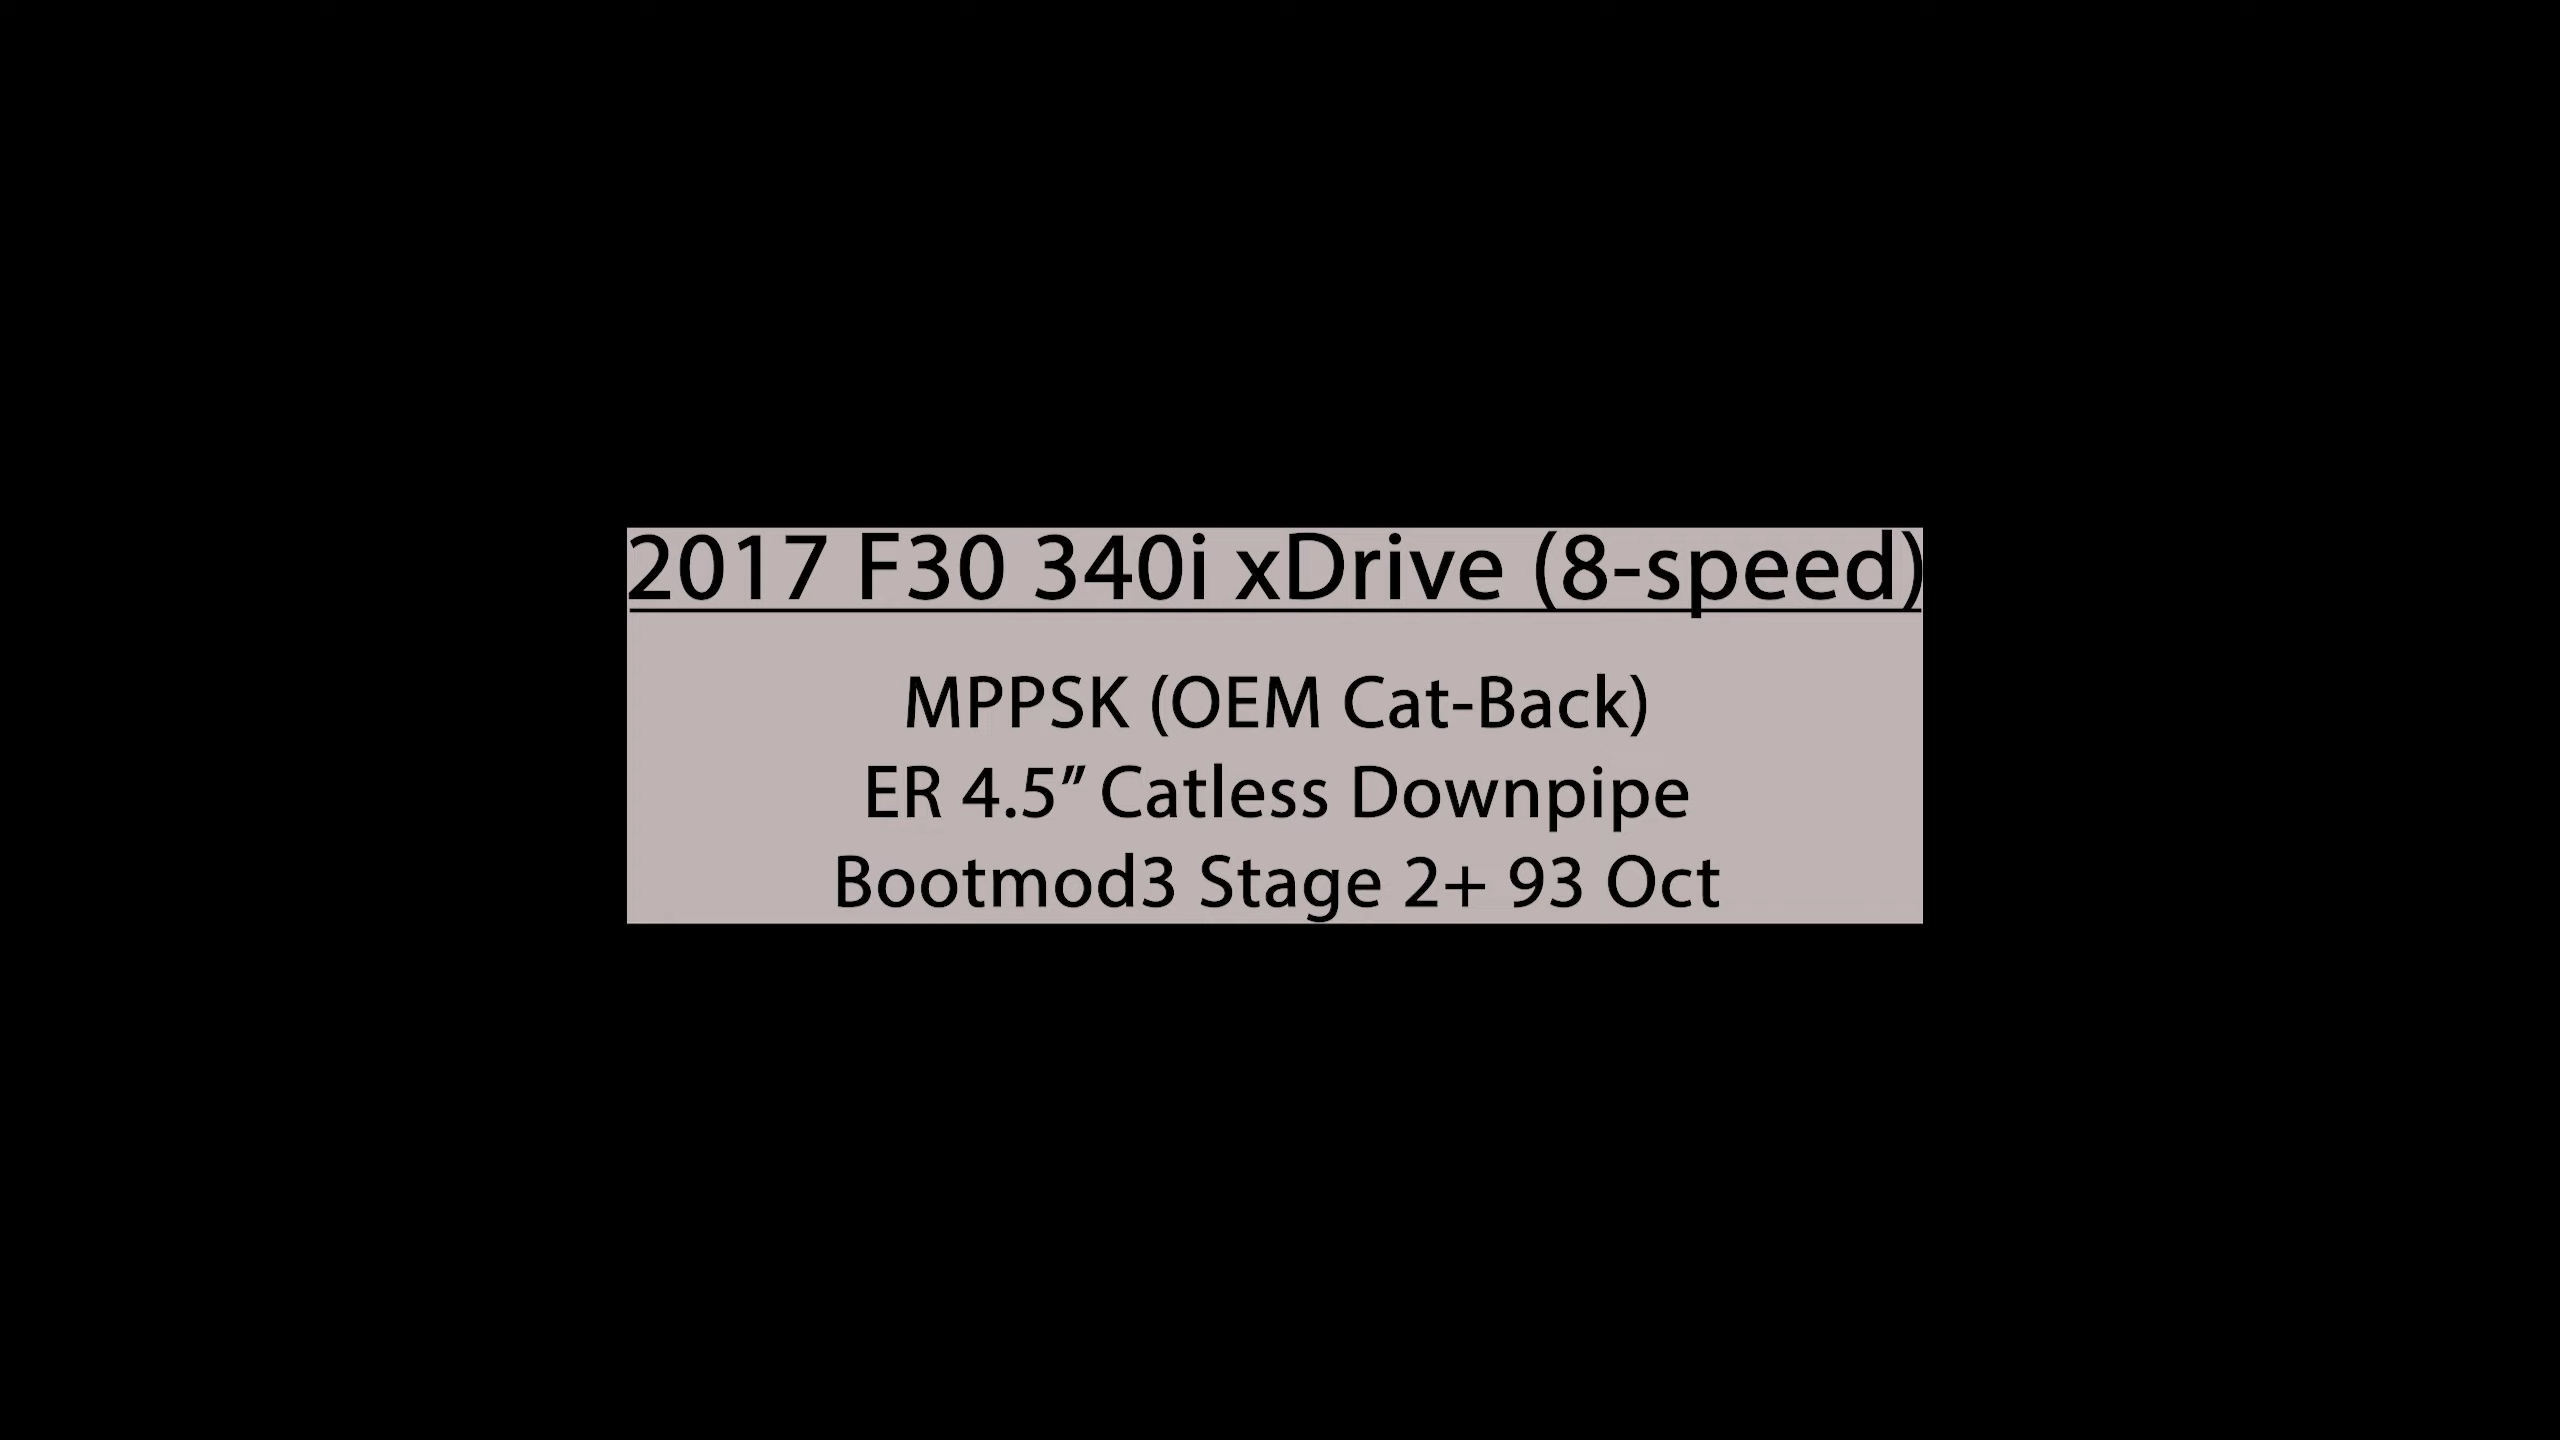 2017 F30 340i xDrive (8-speed)
MPPSK (OEM Cat-Back)
ER 4.5” Catless Downpipe
Bootmod3 Stage 2+ 93 Oct